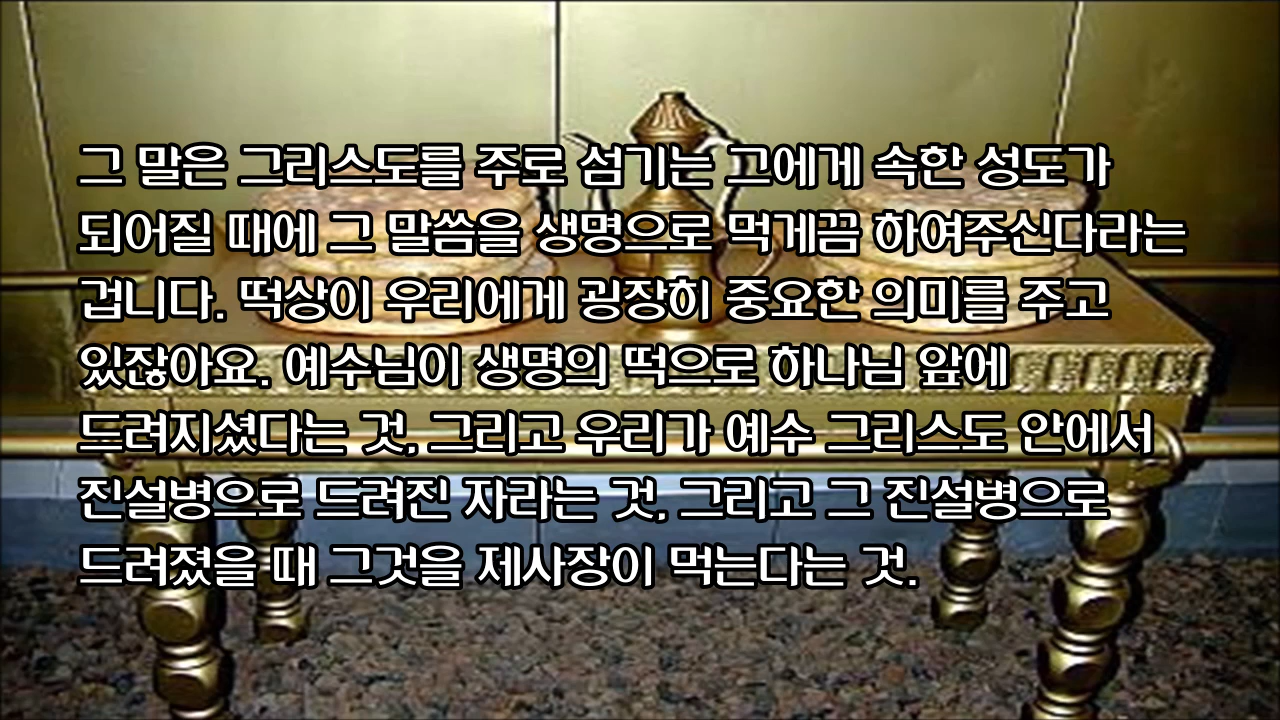 그 말은 그리스도를 주로 섬기는 그에게 속한 성도가
되어질 때에 그 말씀을 생명으로 먹게끔 하여주신다라는
겁니다. 떡상이 우리에게 굉장히 중요한 의미를 주고
있잖아요. 예수님이 생명의 떡으로 하나님 앞에
드려지셨다는 것, 그리고 우리가 예수 그리스도 안에서
진설병으로 드려진 자라는 것, 그리고 그 진설병으로
드려졌을 때 그것을 제사장이 먹는다는 것.